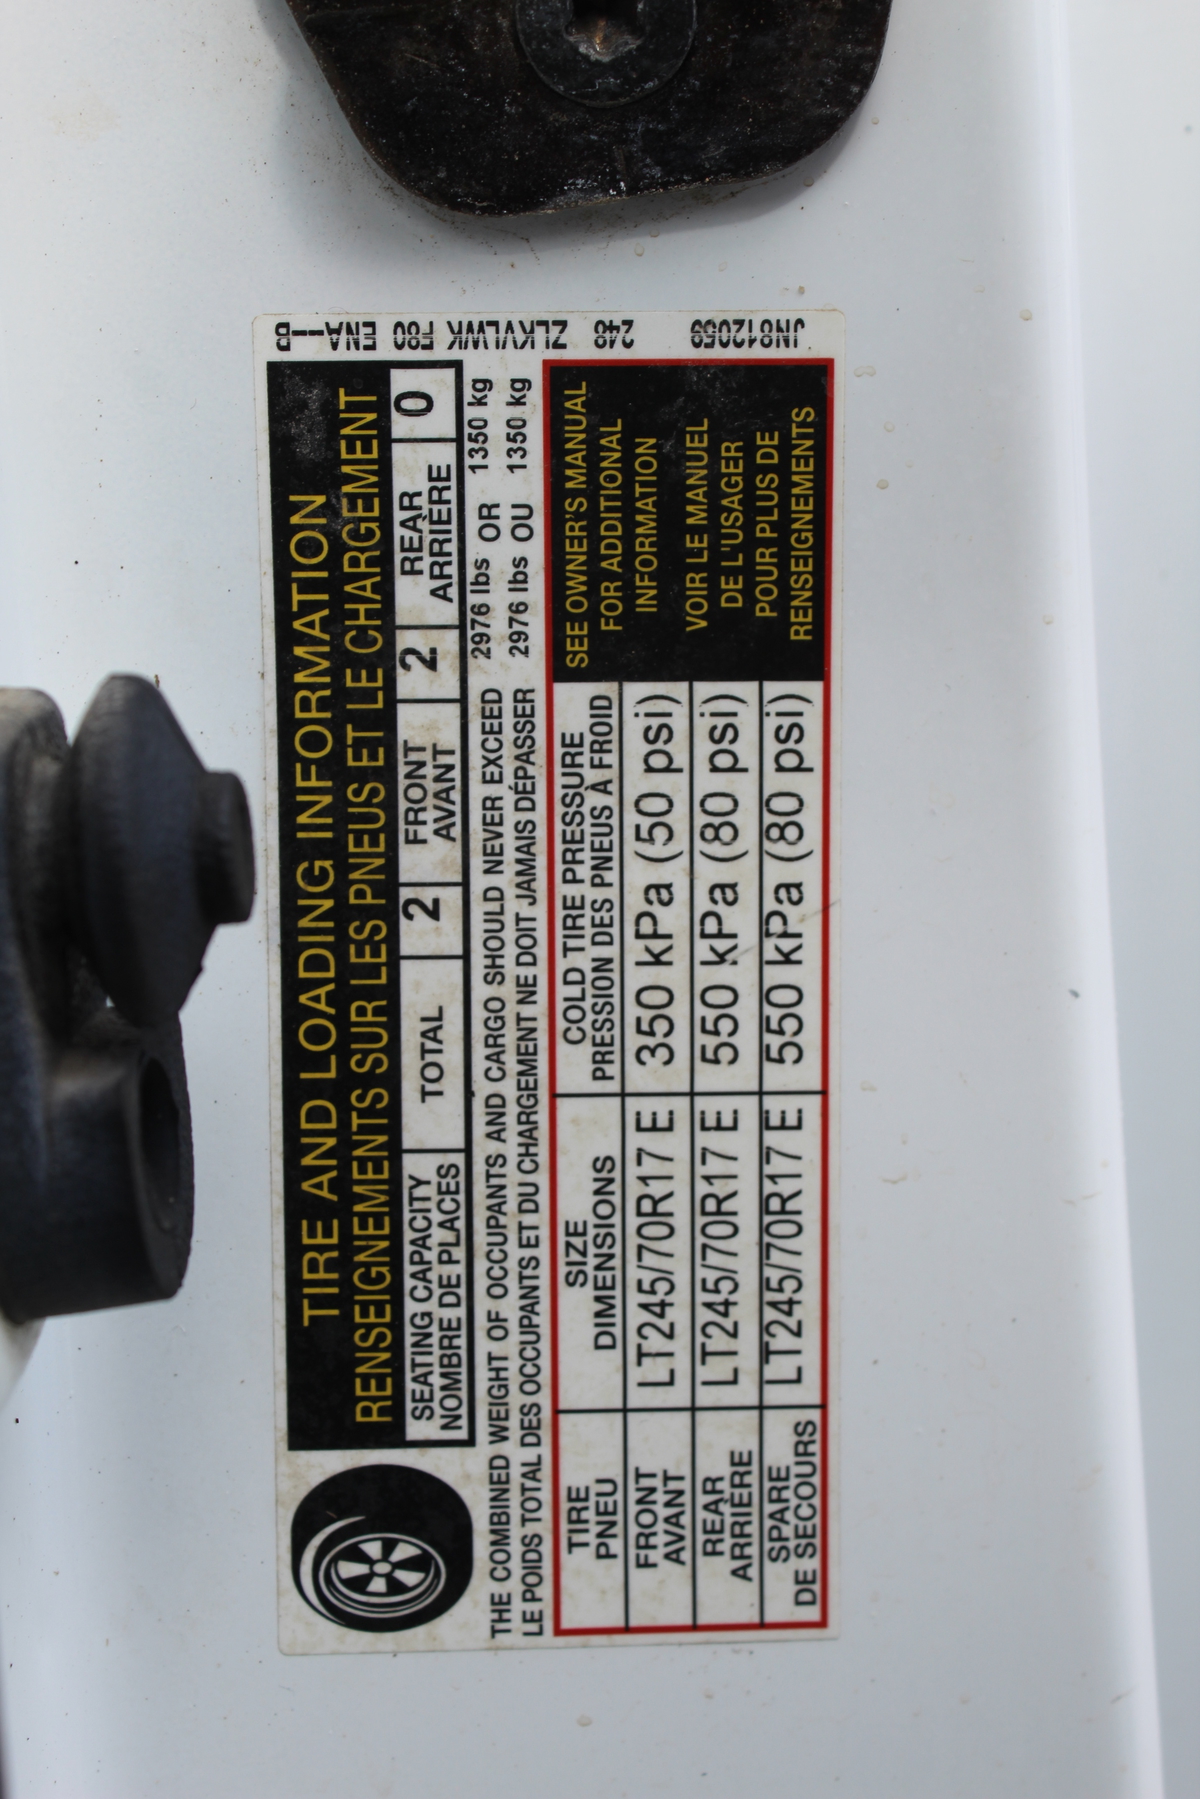 TIRE AND LOADING INFORMATION
RENSEIGNEMENTS SUR LES PNEUS ET LE CHARGEMENT
SEATING CAPACITY
NOMBRE DE PLACES
TOTAL
2
FRONT
AVANT
2
REAR
ARRIÈRE
0
THE COMBINED WEIGHT OF OCCUPANTS AND CARGO SHOULD NEVER EXCEED 2976 lbs OR 1350 kg
LE POIDS TOTAL DES OCCUPANTS ET DU CHARGEMENT NE DOIT JAMAIS DÉPASSER 2976 lbs OU 1350 kg
TIRE
PNEU
SIZE
DIMENSIONS
COLD TIRE PRESSURE
PRESSION DES PNEUS À FROID
FRONT
AVANT
LT245/70R17 E
350 kPa (50 psi)
REAR
ARRIÈRE
LT245/70R17 E
550 kPa (80 psi)
SPARE
DE SECOURS
LT245/70R17 E
550 kPa (80 psi)
SEE OWNER'S MANUAL
FOR ADDITIONAL
INFORMATION
VOIR LE MANUEL
DE L'USAGER
POUR PLUS DE
RENSEIGNEMENTS
JN812059 248 ZLKVLWK F80 ENA--B